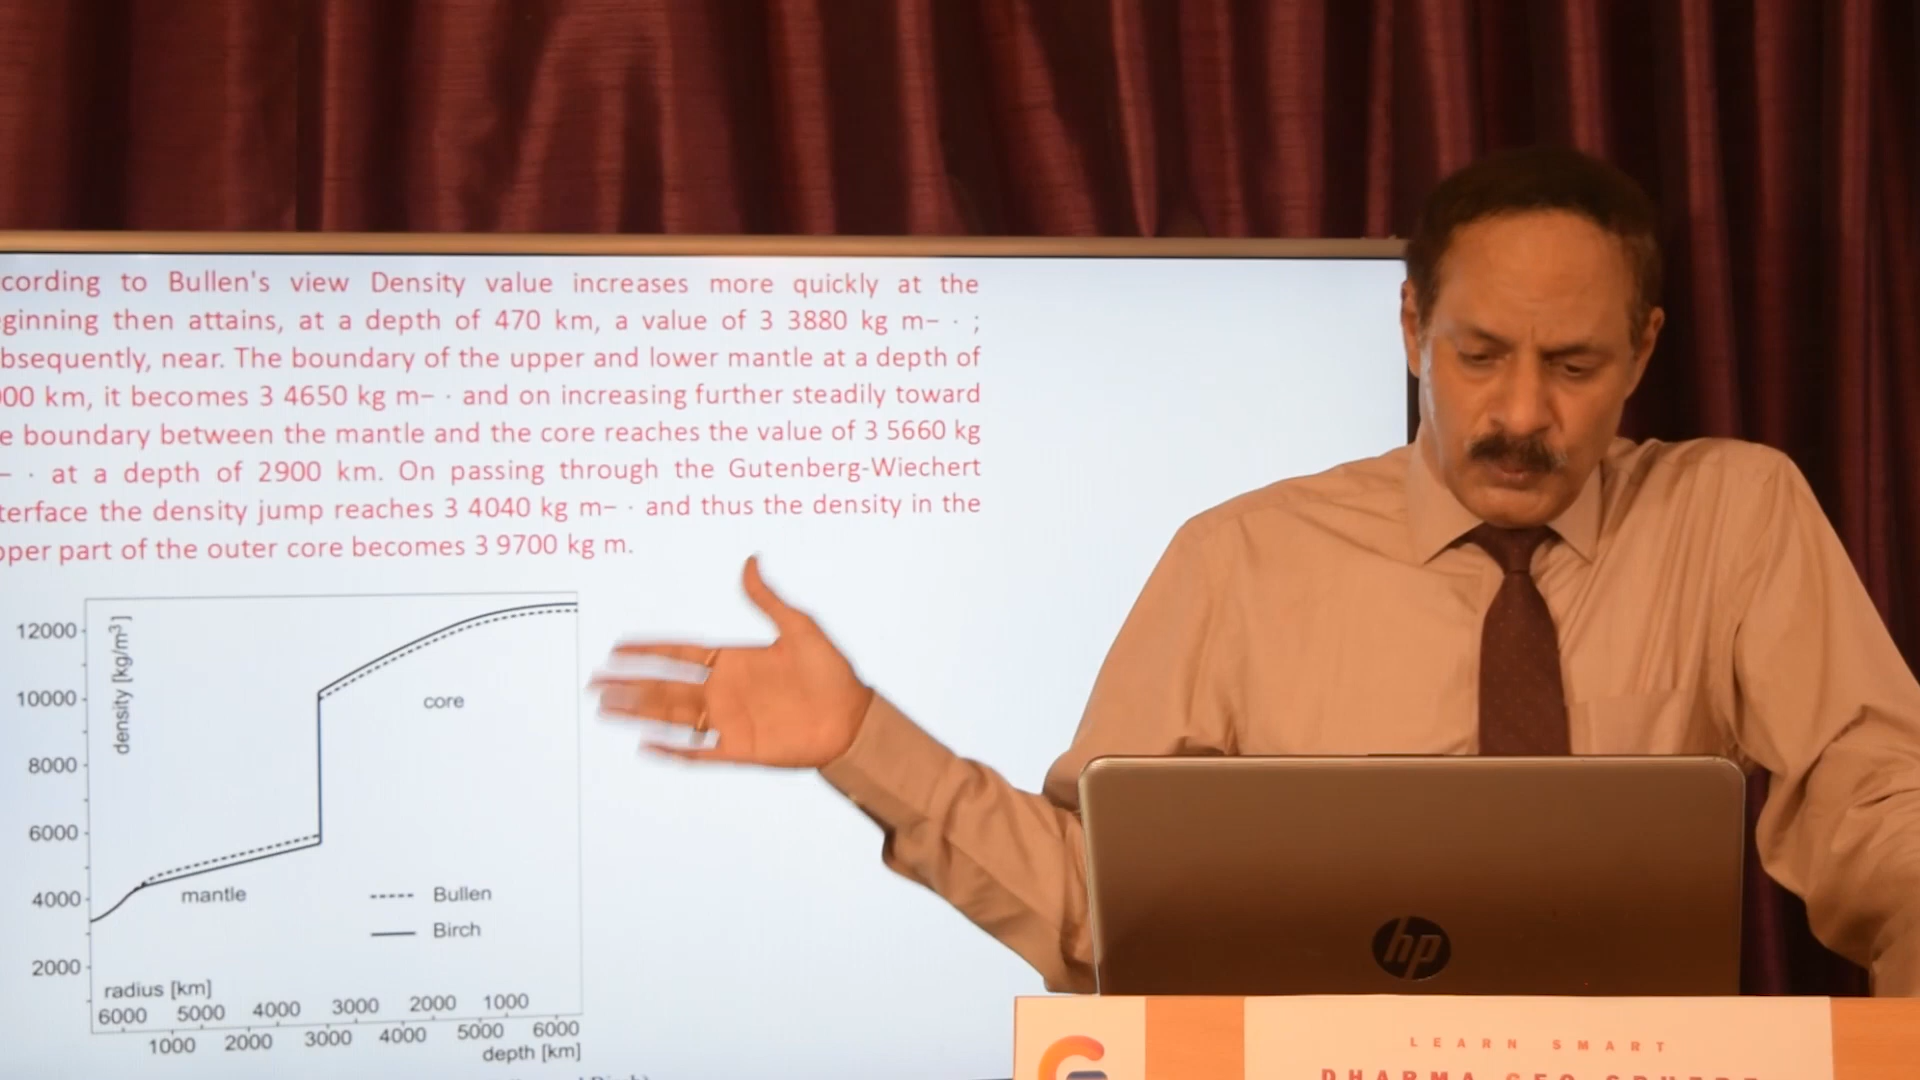 cording to Bullen's view Density value increases more quickly at the
ginning then attains, at a depth of 470 km, a value of 3 3880 kg m– · ;
bsequently, near. The boundary of the upper and lower mantle at a depth of
00 km, it becomes 3 4650 kg m– · and on increasing further steadily toward
e boundary between the mantle and the core reaches the value of 3 5660 kg
– · at a depth of 2900 km. On passing through the Gutenberg-Wiechert
terface the density jump reaches 3 4040 kg m– · and thus the density in the
pper part of the outer core becomes 3 9700 kg m.
12000
10000
8000
6000
4000
2000
density [kg/m³]
core
mantle
Bullen
Birch
radius [km]
6000 5000 4000 3000 2000 1000
1000 2000 3000 4000 5000 6000
depth [km]
hp
LEARN SMART
DHARMA GEO SPHERE